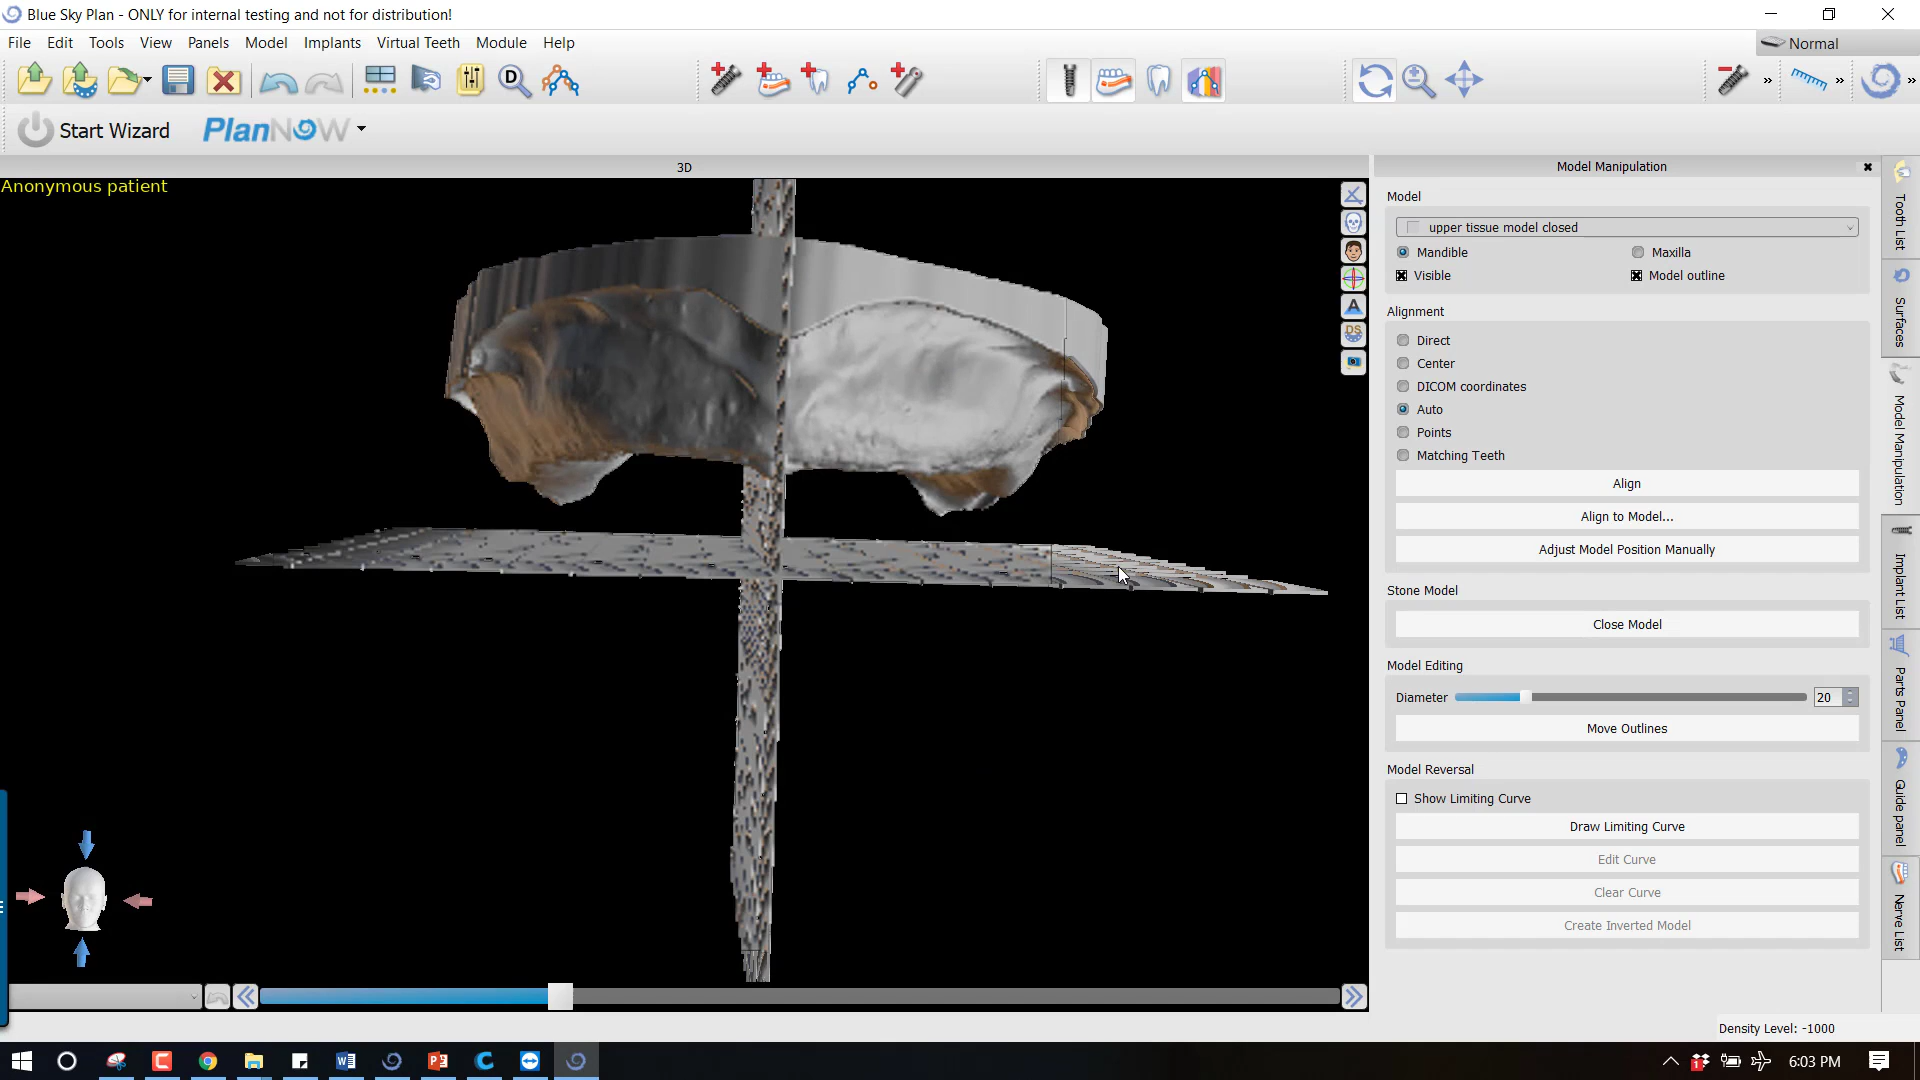 Blue Sky Plan - ONLY for internal testing and not for distribution!
File Edit Tools View Panels Model Implants Virtual Teeth Module Help
Normal
D
Start Wizard
PlanNOW
3D
Model Manipulation
Anonymous patient
Model
upper tissue model closed
Mandible
Maxilla
Visible
Model outline
Alignment
Direct
Center
DICOM coordinates
Auto
Points
Matching Teeth
Align
Align to Model...
Adjust Model Position Manually
Stone Model
Close Model
Model Editing
Diameter
20
Move Outlines
Model Reversal
Show Limiting Curve
Draw Limiting Curve
Edit Curve
Clear Curve
Create Inverted Model
Tooth List
Surfaces
Model Manipulation
Implant List
Parts Panel
Guide panel
Nerve List
A
DS
Density Level: -1000
6:03 PM